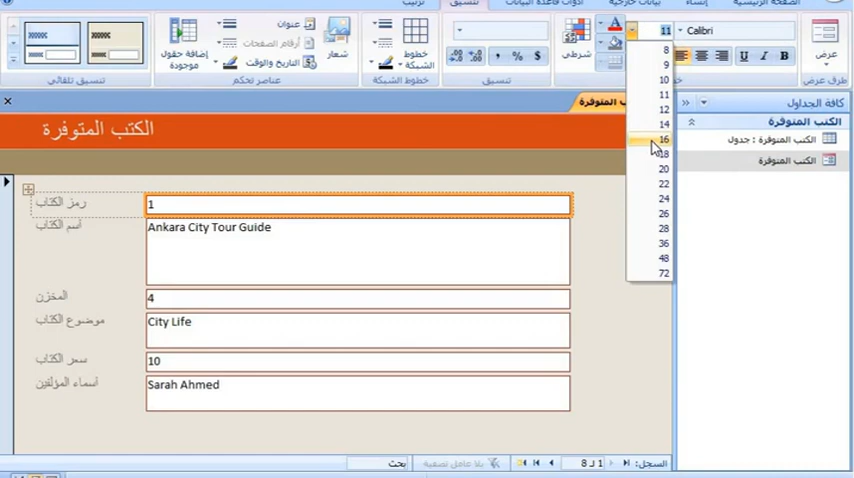 الصفحة الرئيسية
إنشاء
بيانات خارجية
أدوات قاعدة البيانات
تنسيق
ترتيب
Calibri
11
عرض
طرق عرض
B
I
U
شرطي
$ % ,
تنسيق
خطوط
الشبكة
خطوط الشبكة
شعار
عنوان
أرقام الصفحات
التاريخ والوقت
إضافة حقول
موجودة
عناصر تحكم
تنسيق تلقائي
8
9
10
11
12
14
16
18
20
22
24
26
28
36
48
72
كافة الجداول
الكتب المتوفرة
الكتب المتوفرة : جدول
الكتب المتوفرة
الكتب المتوفرة
رمز الكتاب
1
اسم الكتاب
Ankara City Tour Guide
المخزن
4
موضوع الكتاب
City Life
سعر الكتاب
10
أسماء المؤلفين
Sarah Ahmed
السجل:
1 لـ 8
بلا عامل تصفية
بحث